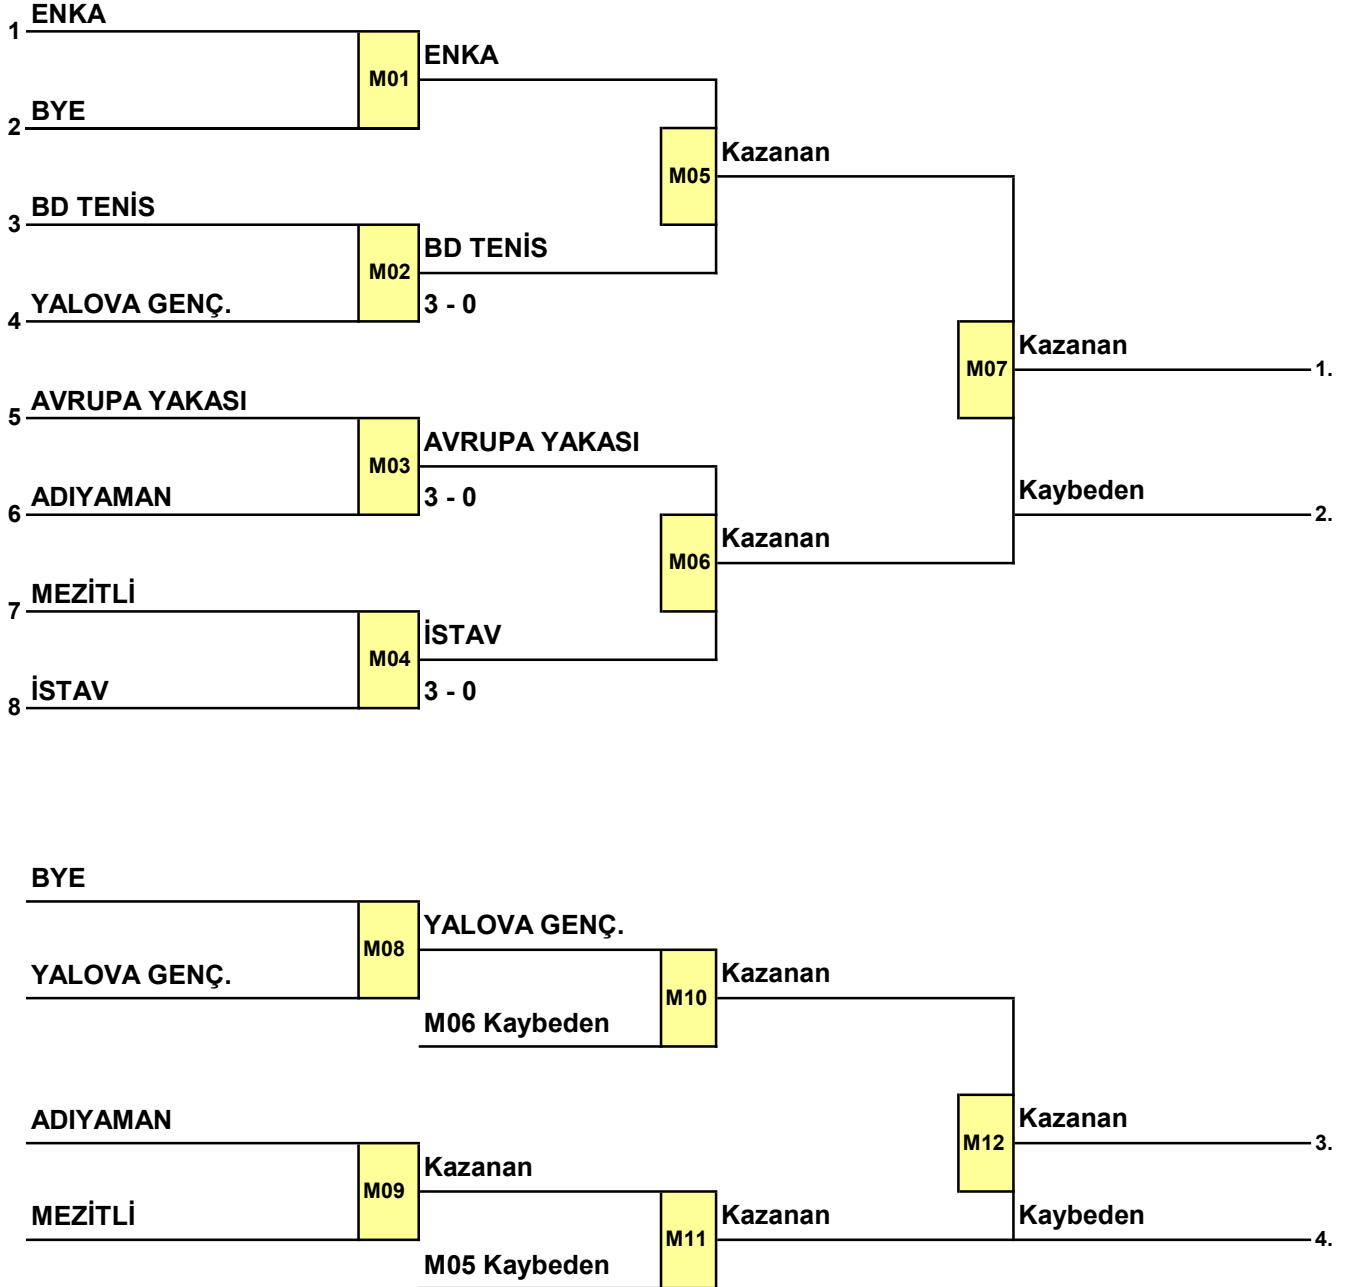 ENKA
1
ENKA
M01
BYE
2
Kazanan
M05
BD TENİS
3
BD TENİS
M02
YALOVA GENÇ.
3 - 0
4
Kazanan
M07
1.
AVRUPA YAKASI
5
AVRUPA YAKASI
M03
ADIYAMAN
3 - 0
6
Kaybeden
2.
Kazanan
M06
MEZİTLİ
7
İSTAV
M04
İSTAV
3 - 0
8
BYE
YALOVA GENÇ.
M08
YALOVA GENÇ.
Kazanan
M10
M06 Kaybeden
ADIYAMAN
Kazanan
M12
3.
Kazanan
M09
MEZİTLİ
Kazanan
Kaybeden
M11
4.
M05 Kaybeden